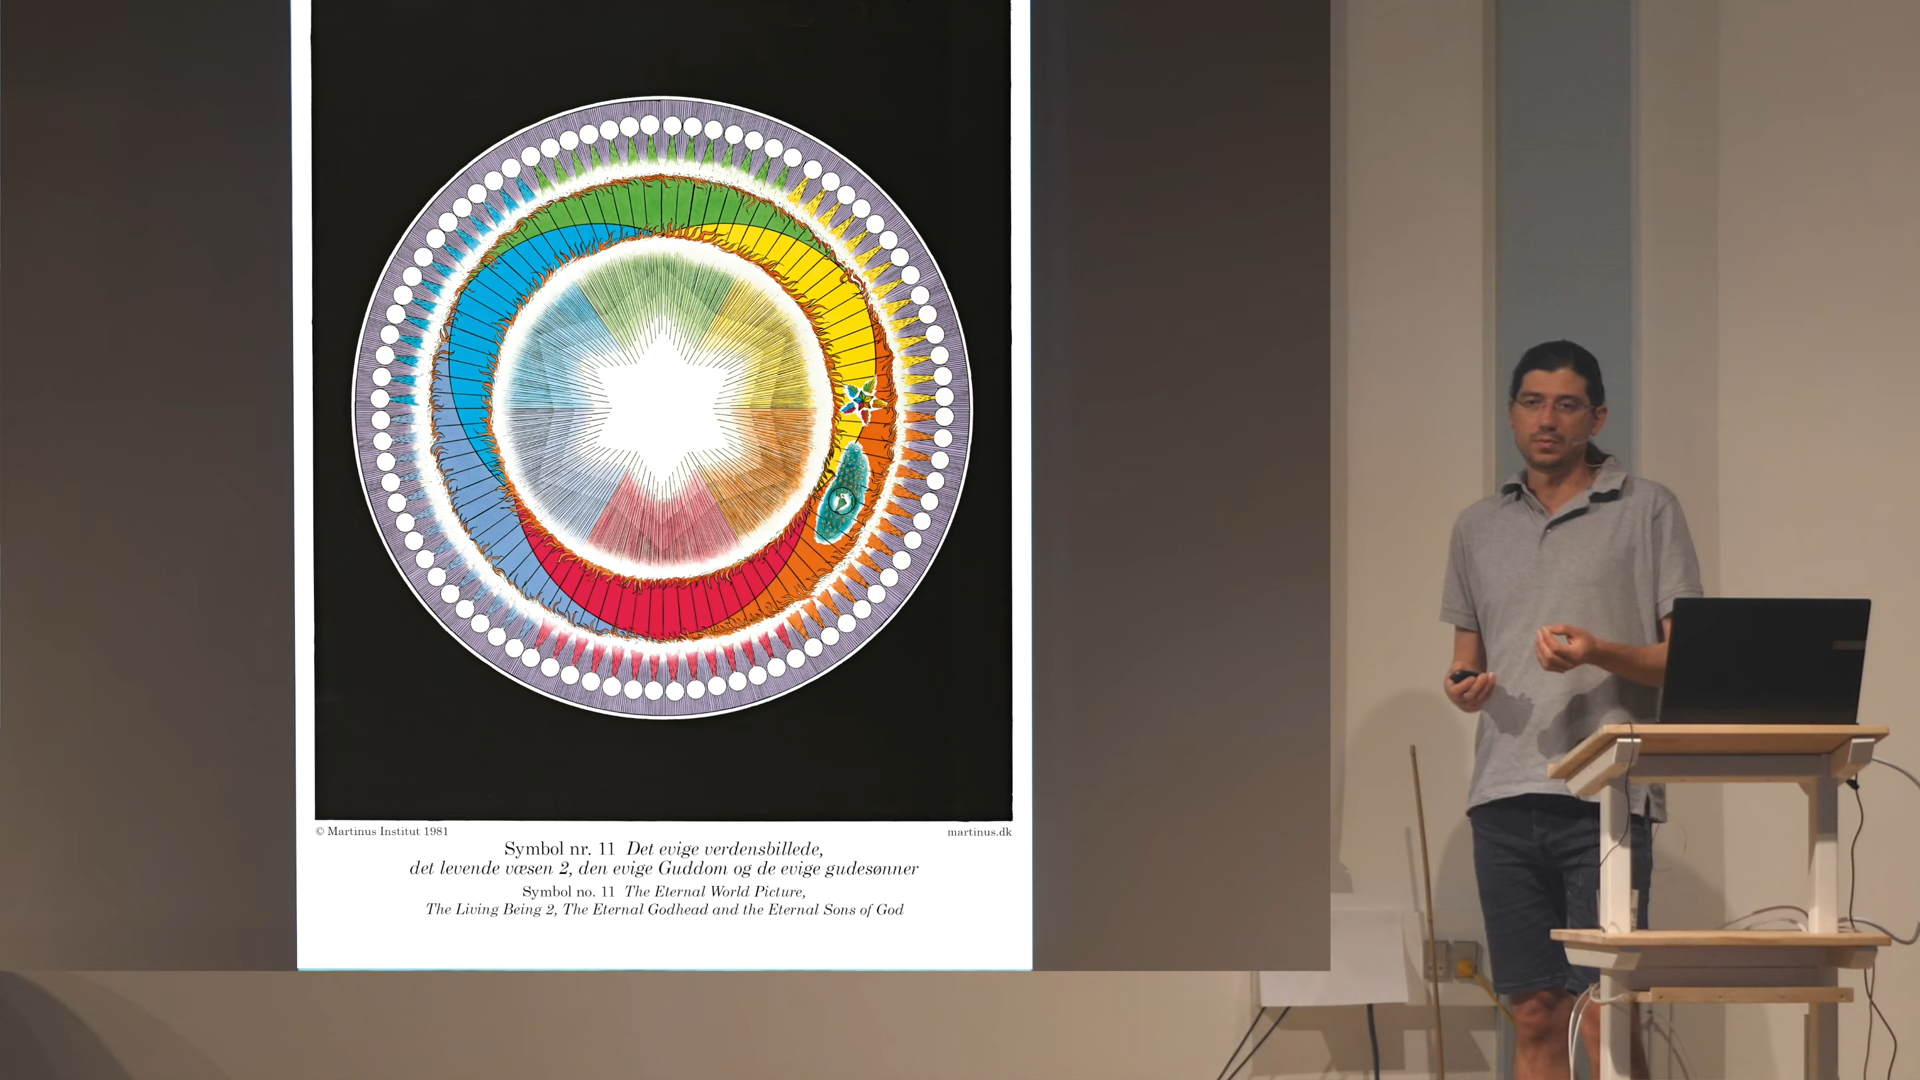 © Martinus Institut 1981
martinus.dk
Symbol nr. 11 Det evige verdensbillede,
det levende væsen 2, den evige Guddom og de evige gudesønner
Symbol no. 11 The Eternal World Picture,
The Living Being 2, The Eternal Godhead and the Eternal Sons of God